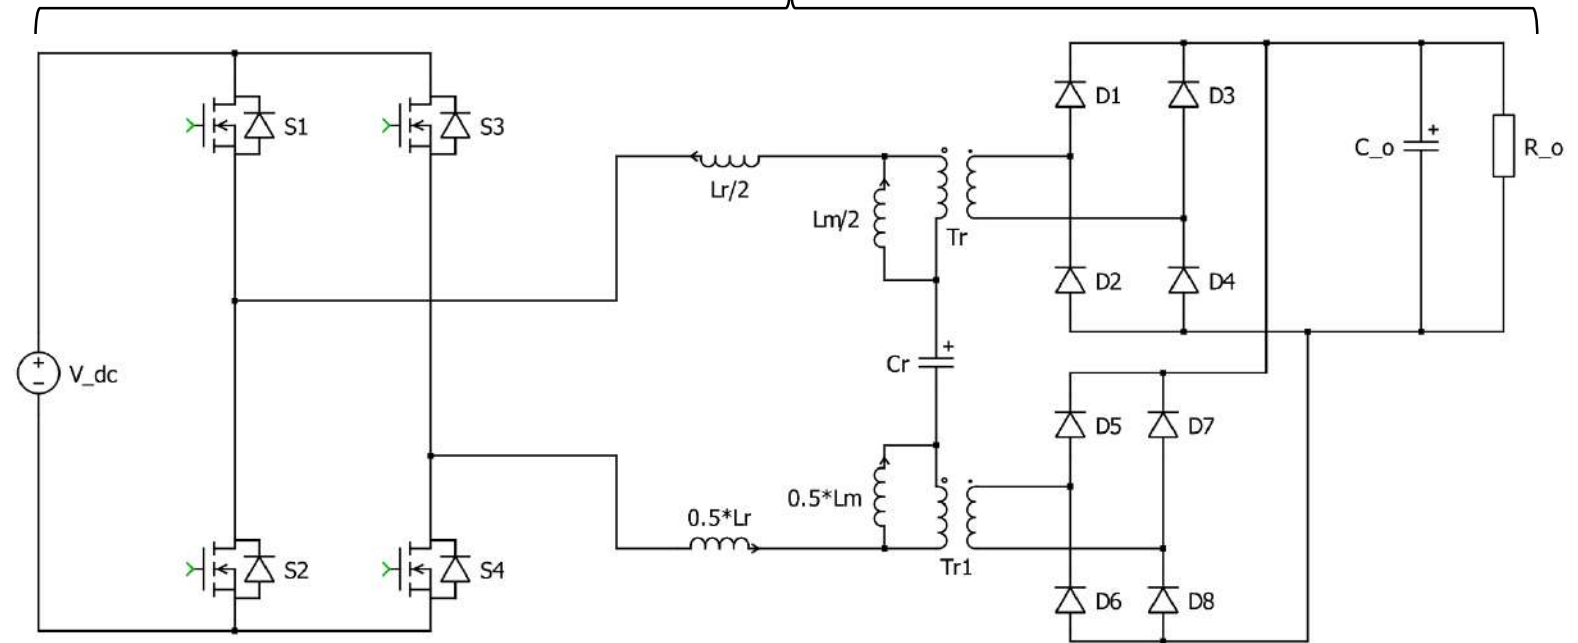 D1
D3
S1
S3
C_o
+
R_o
Lr/2
Lm/2
Tr
D2
D4
+
Cr
+
−
V_dc
D5
D7
0.5*Lm
0.5*Lr
Tr1
S2
S4
D6
D8